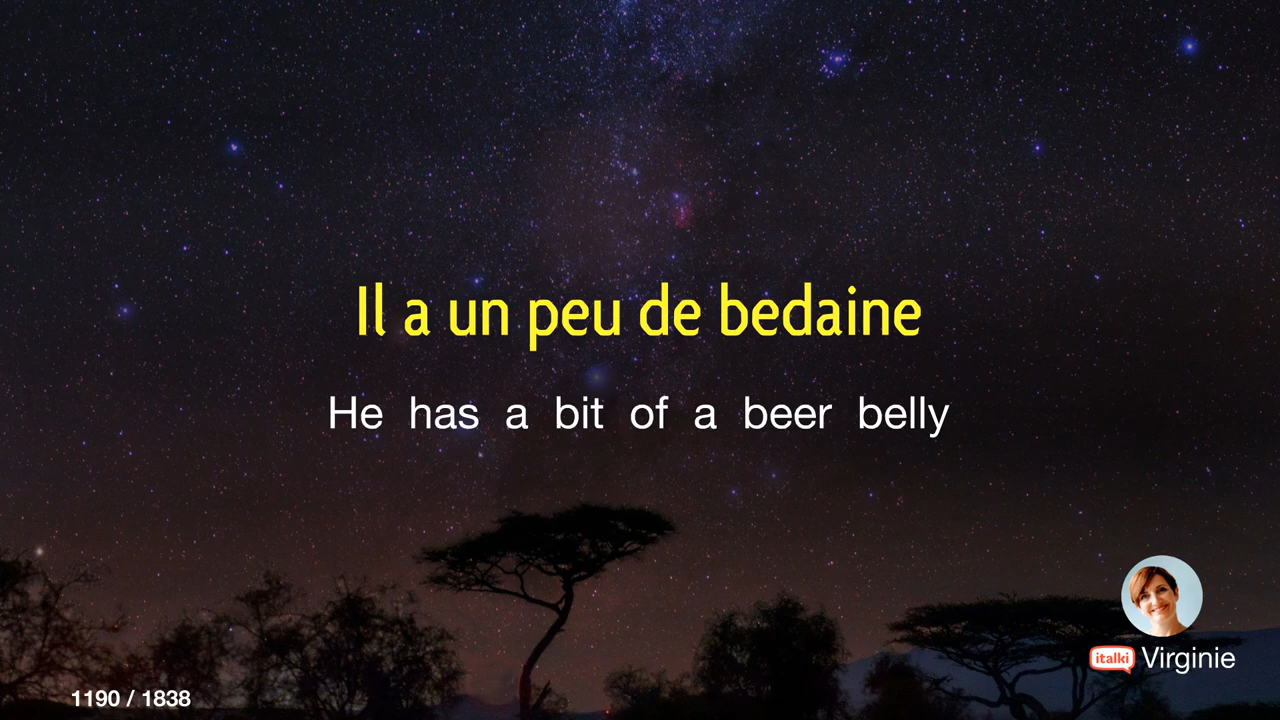 Il a un peu de bedaine
He has a bit of a beer belly
italki Virginie
1190 / 1838